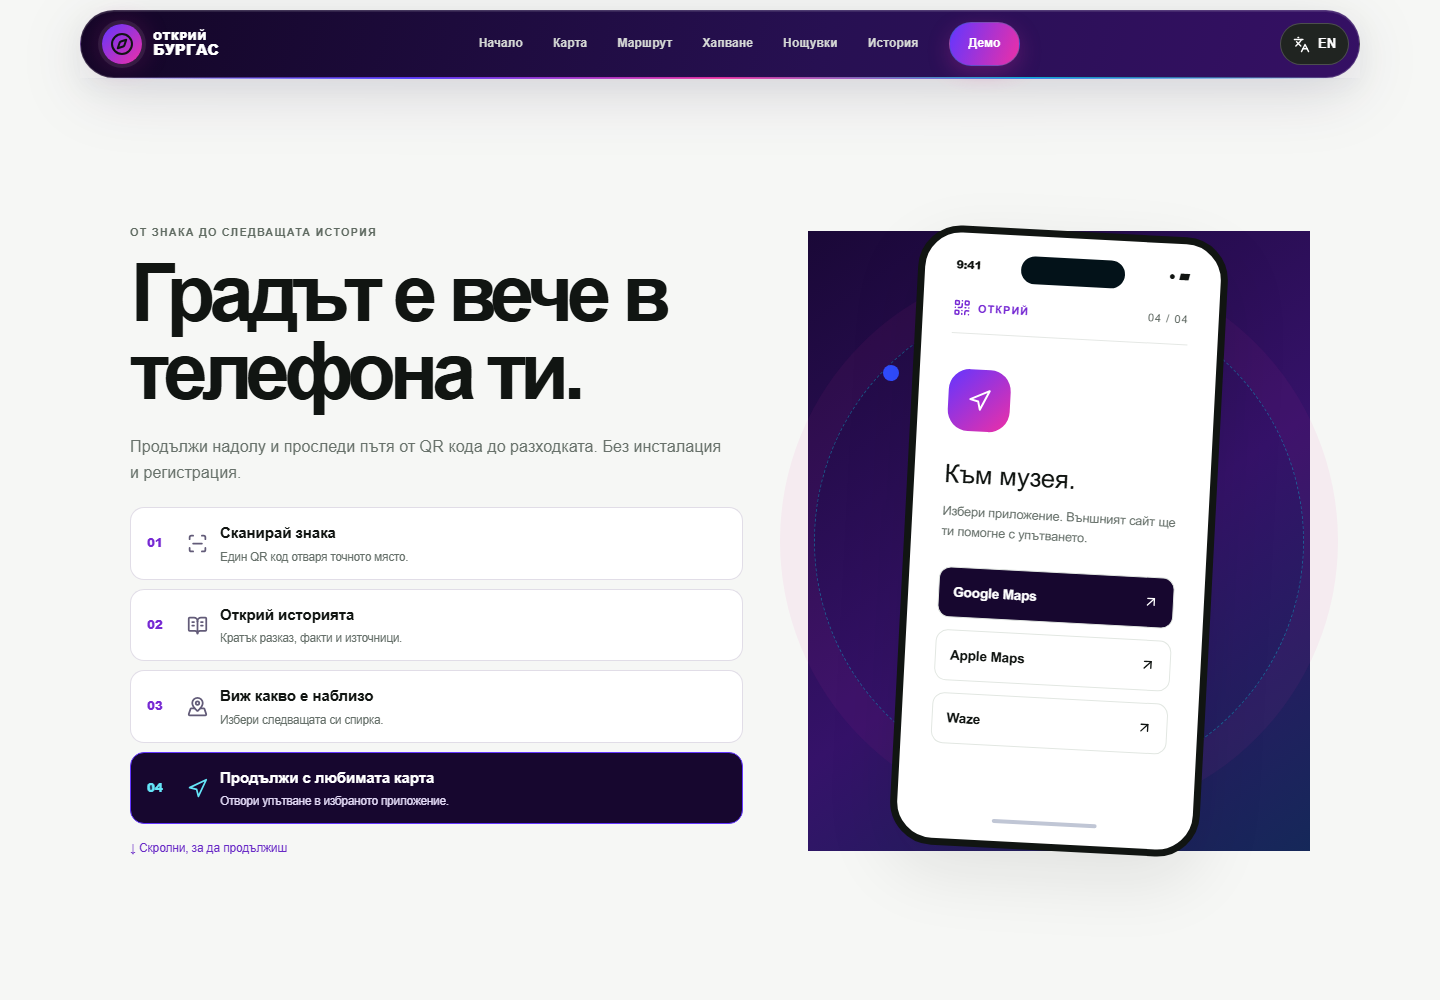 ОТКРИЙ
БУРГАС
Начало
Карта
Маршрут
Хапване
Нощувки
История
Демо
EN
ОТ ЗНАКА ДО СЛЕДВАЩАТА ИСТОРИЯ
Градът е вече в
телефона ти.
Продължи надолу и проследи пътя от QR кода до разходката. Без инсталация
и регистрация.
01
Сканирай знака
Един QR код отваря точното място.
02
Открий историята
Кратък разказ, факти и източници.
03
Виж какво е наблизо
Избери следващата си спирка.
04
Продължи с любимата карта
Отвори упътване в избраното приложение.
↓ Скролни, за да продължиш
9:41
ОТКРИЙ
04 / 04
Към музея.
Избери приложение. Външният сайт ще
ти помогне с упътването.
Google Maps
Apple Maps
Waze